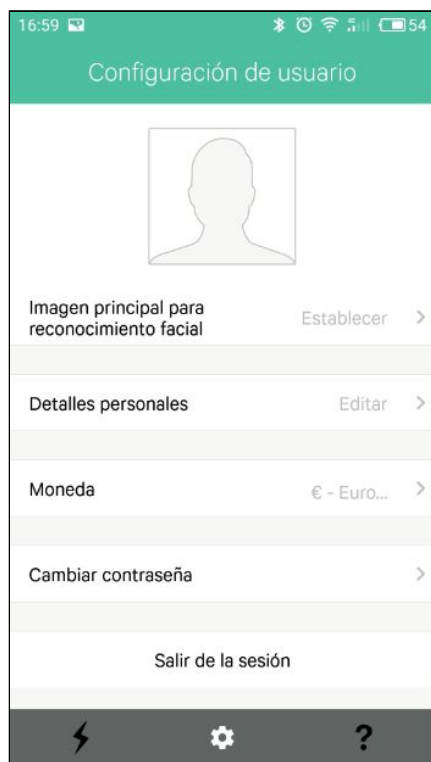 16:59 54
Configuración de usuario
Imagen principal para
reconocimiento facial
Establecer
Detalles personales Editar
Moneda € - Euro...
Cambiar contraseña
Salir de la sesión
?